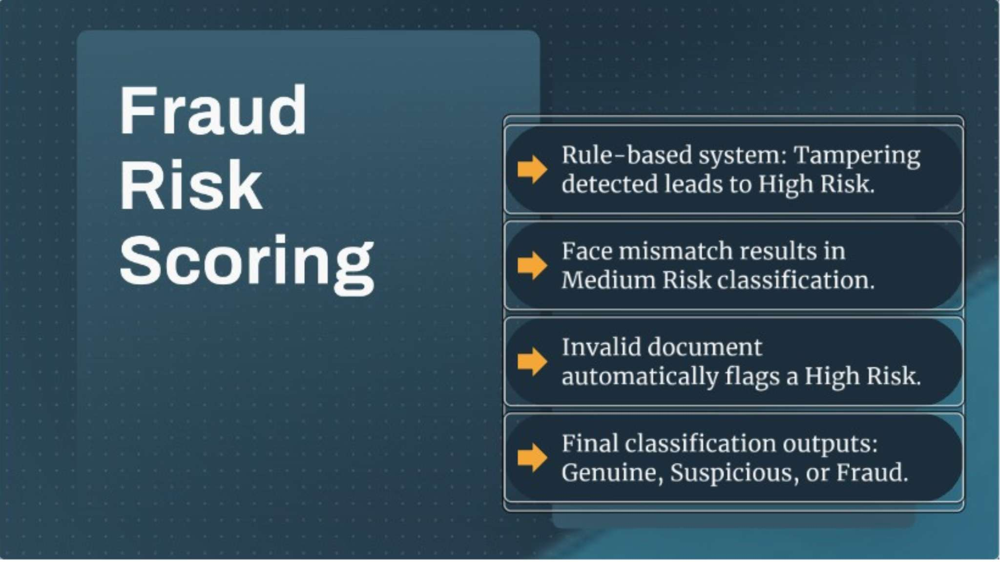 Fraud
Risk
Scoring
Rule-based system: Tampering
detected leads to High Risk.
Face mismatch results in
Medium Risk classification.
Invalid document
automatically flags a High Risk.
Final classification outputs:
Genuine, Suspicious, or Fraud.